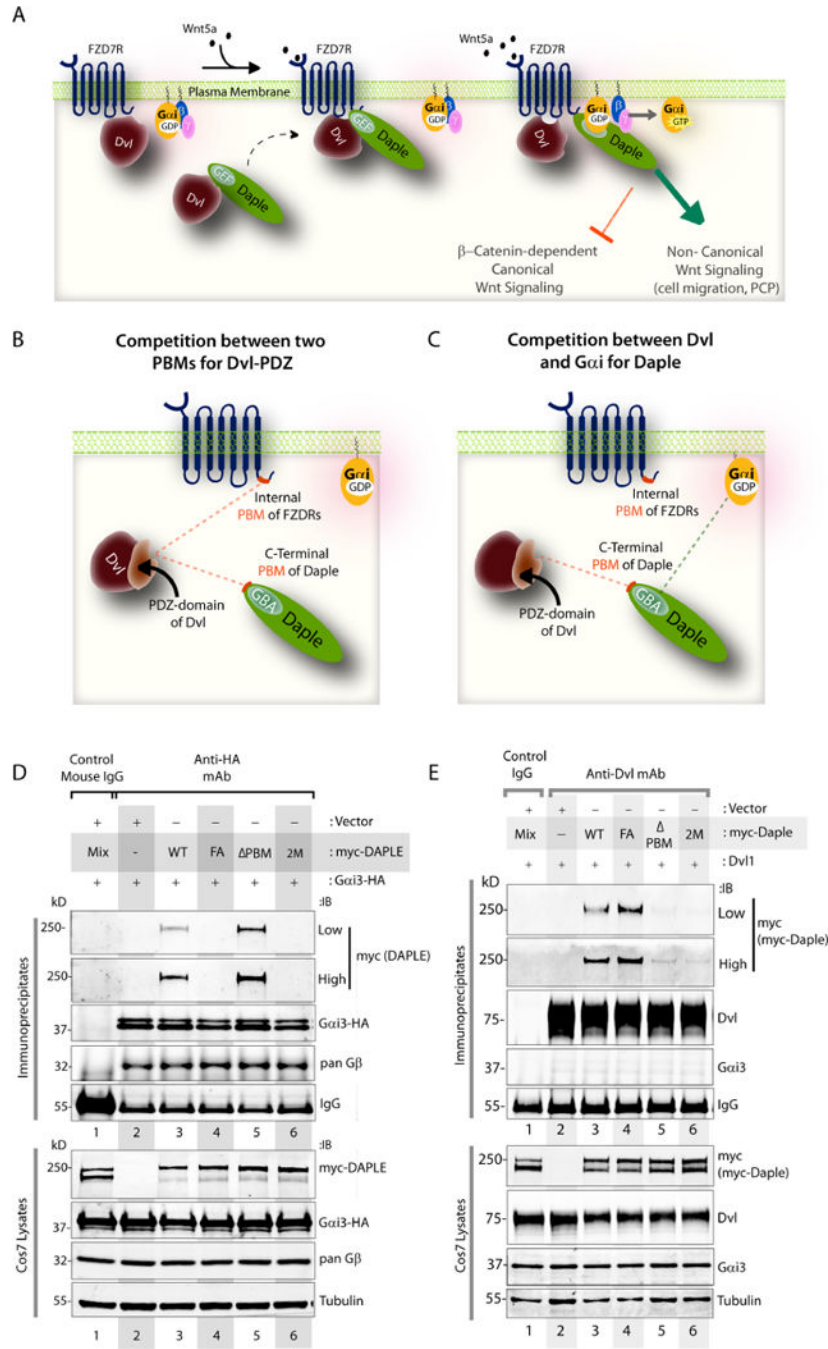 A
Wnt5a
FZD7R
FZD7R
Wnt5a
FZD7R
Plasma Membrane
Gαi
GDP
β
γ
Gαi
GDP
β
γ
Gαi
GDP
β
γ
Gαi
GTP
Dvl
Dvl
GEF
Daple
Dvl
GEF
Daple
Dvl
Daple
β–Catenin-dependent
Canonical
Wnt Signaling
Non- Canonical
Wnt Signaling
(cell migration, PCP)
B
Competition between two
PBMs for Dvl-PDZ
Gαi
GDP
Internal
PBM of FZDRs
Dvl
C-Terminal
PBM of Daple
PDZ-domain
of Dvl
GBA
Daple
C
Competition between Dvl
and Gαi for Daple
Gαi
GDP
Internal
PBM of FZDRs
C-Terminal
PBM of Daple
PDZ-domain
of Dvl
GBA
Daple
D
Control
Mouse IgG
Anti-HA
mAb
+ + – – – – : Vector
Mix - WT FA ΔPBM 2M : myc-DAPLE
+ + + + + + : Gαi3-HA
kD :IB
250- Low
250 High
myc (DAPLE)
37- Gαi3-HA
32- pan Gβ
55- IgG
Immunoprecipitates
1 2 3 4 5 6
kD :IB
250 myc-DAPLE
37- Gαi3-HA
32- pan Gβ
55- Tubulin
Cos7 Lysates
1 2 3 4 5 6
E
Control
IgG
Anti-Dvl mAb
+ + – – – – : Vector
Mix – WT FA Δ PBM 2M : myc-Daple
+ + + + + + : Dvl1
kD :IB
250 Low
250 High
myc
(myc-Daple)
75- Dvl
37- Gαi3
55- IgG
Immunoprecipitates
1 2 3 4 5 6
250 myc
(myc-Daple)
75- Dvl
37- Gαi3
55- Tubulin
Cos7 Lysates
1 2 3 4 5 6